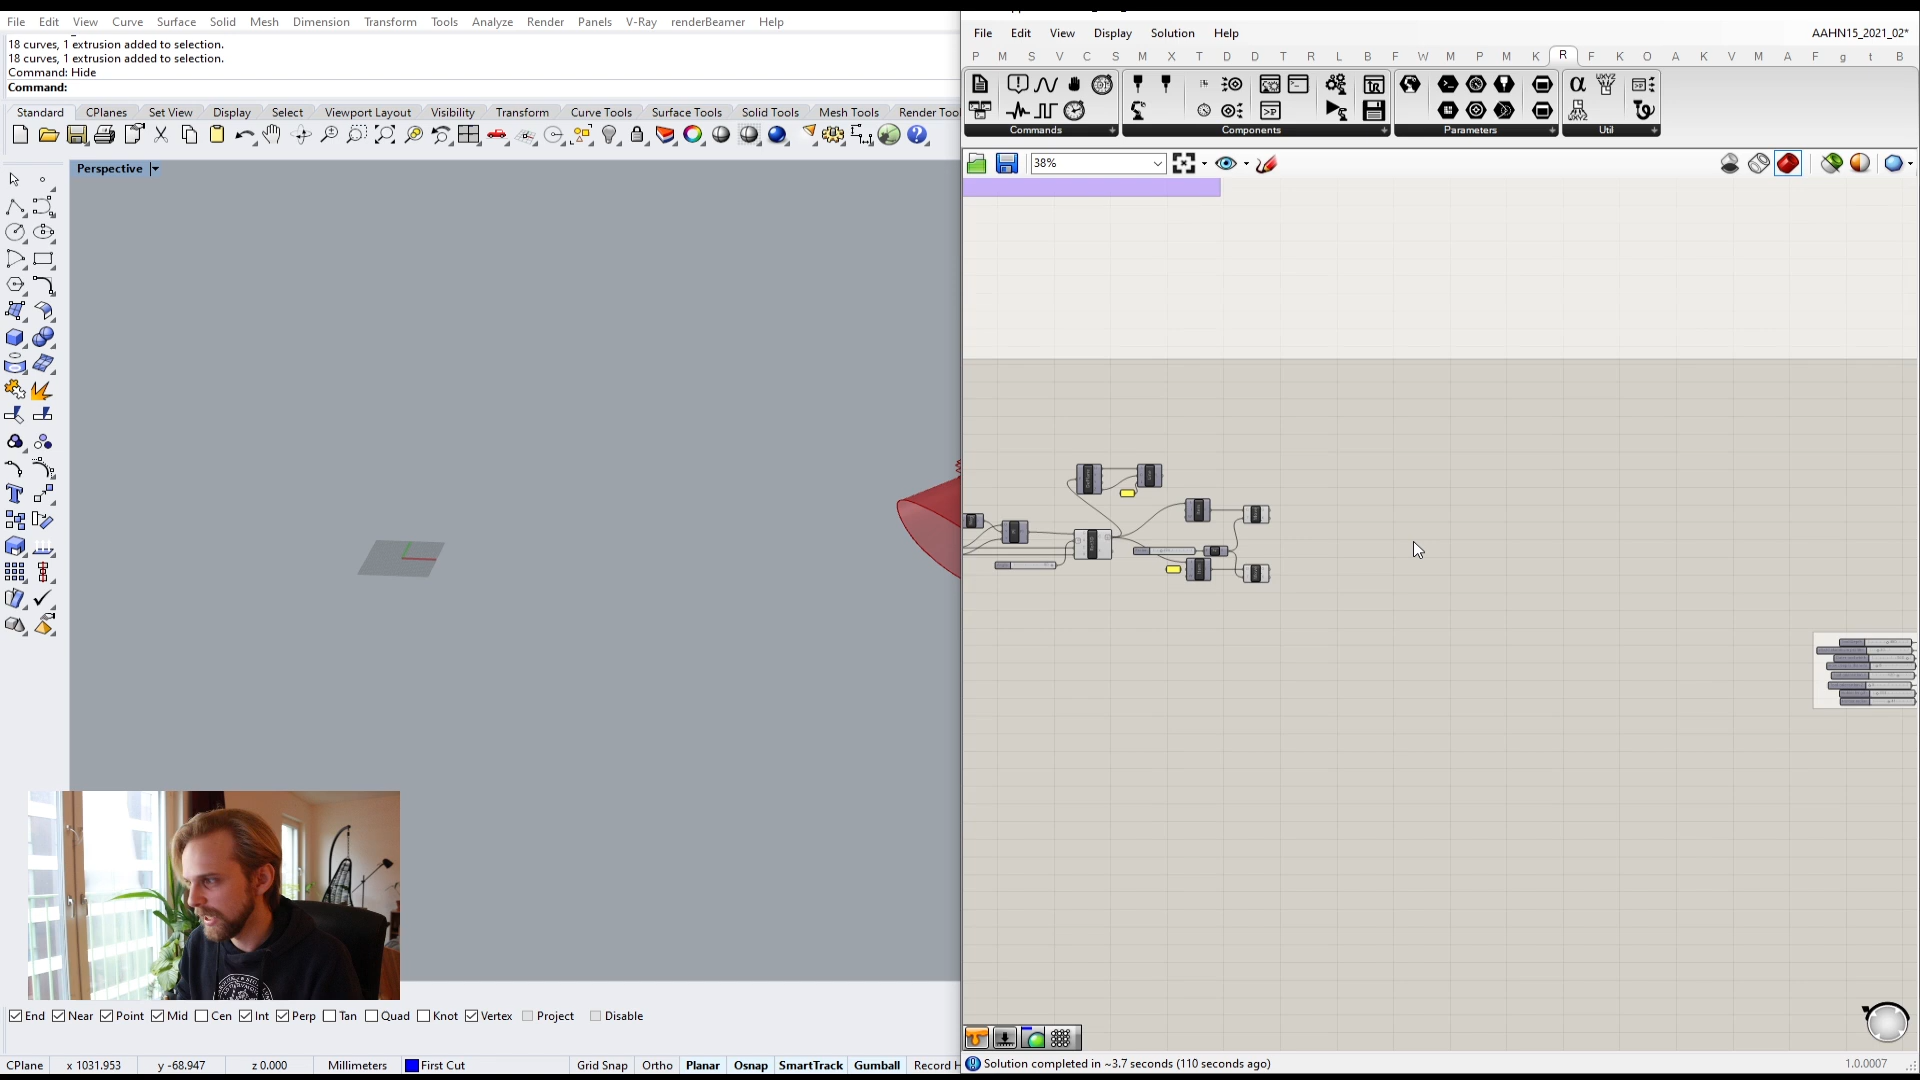 File Edit View Curve Surface Solid Mesh Dimension Transform Tools Analyze Render Panels V-Ray renderBeamer Help
18 curves, 1 extrusion added to selection.
18 curves, 1 extrusion added to selection.
Command: Hide
Command:
Standard CPlanes Set View Display Select Viewport Layout Visibility Transform Curve Tools Surface Tools Solid Tools Mesh Tools Render Too
Perspective
File Edit View Display Solution Help
AAHN15_2021_02*
P M S V C S T D D T R L B F W M P M K R F K O A K V M A F g t B
Commands Components Parameters Util
38%
End Near Point Mid Cen Int Perp Tan Quad Knot Vertex Project Disable
CPlane x 1031.953 y -68.947 z 0.000 Millimeters First Cut Grid Snap Ortho Planar Osnap SmartTrack Gumball Record H
Solution completed in ~3.7 seconds (110 seconds ago)
1.0.0007